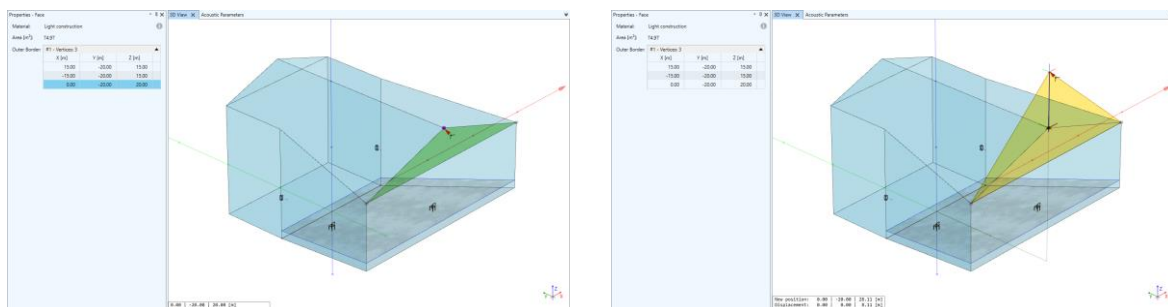 Properties - Face
Material: Light construction
Area [m²] 74.97
Outer Border: #1 - Vertices: 3
X [m] Y [m] Z [m]
15.00 -20.00 15.00
-15.00 -20.00 15.00
0.00 -20.00 20.00
3D View X Acoustic Parameters
0.00 | -20.00 | 20.00 [m]
Properties - Face
Material: Light construction
Area [m²] 74.97
Outer Border: #1 - Vertices: 3
X [m] Y [m] Z [m]
15.00 -20.00 15.00
-15.00 -20.00 15.00
0.00 -20.00 20.00
3D View X Acoustic Parameters
New position: 0.00 | -20.00 | 28.11 [m]
Displacement: 0.00 | 0.00 | 8.11 [m]